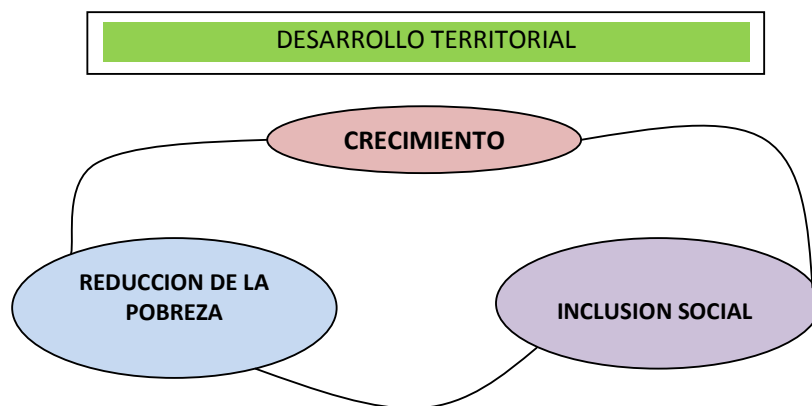 DESARROLLO TERRITORIAL
CRECIMIENTO
REDUCCION DE LA
POBREZA
INCLUSION SOCIAL